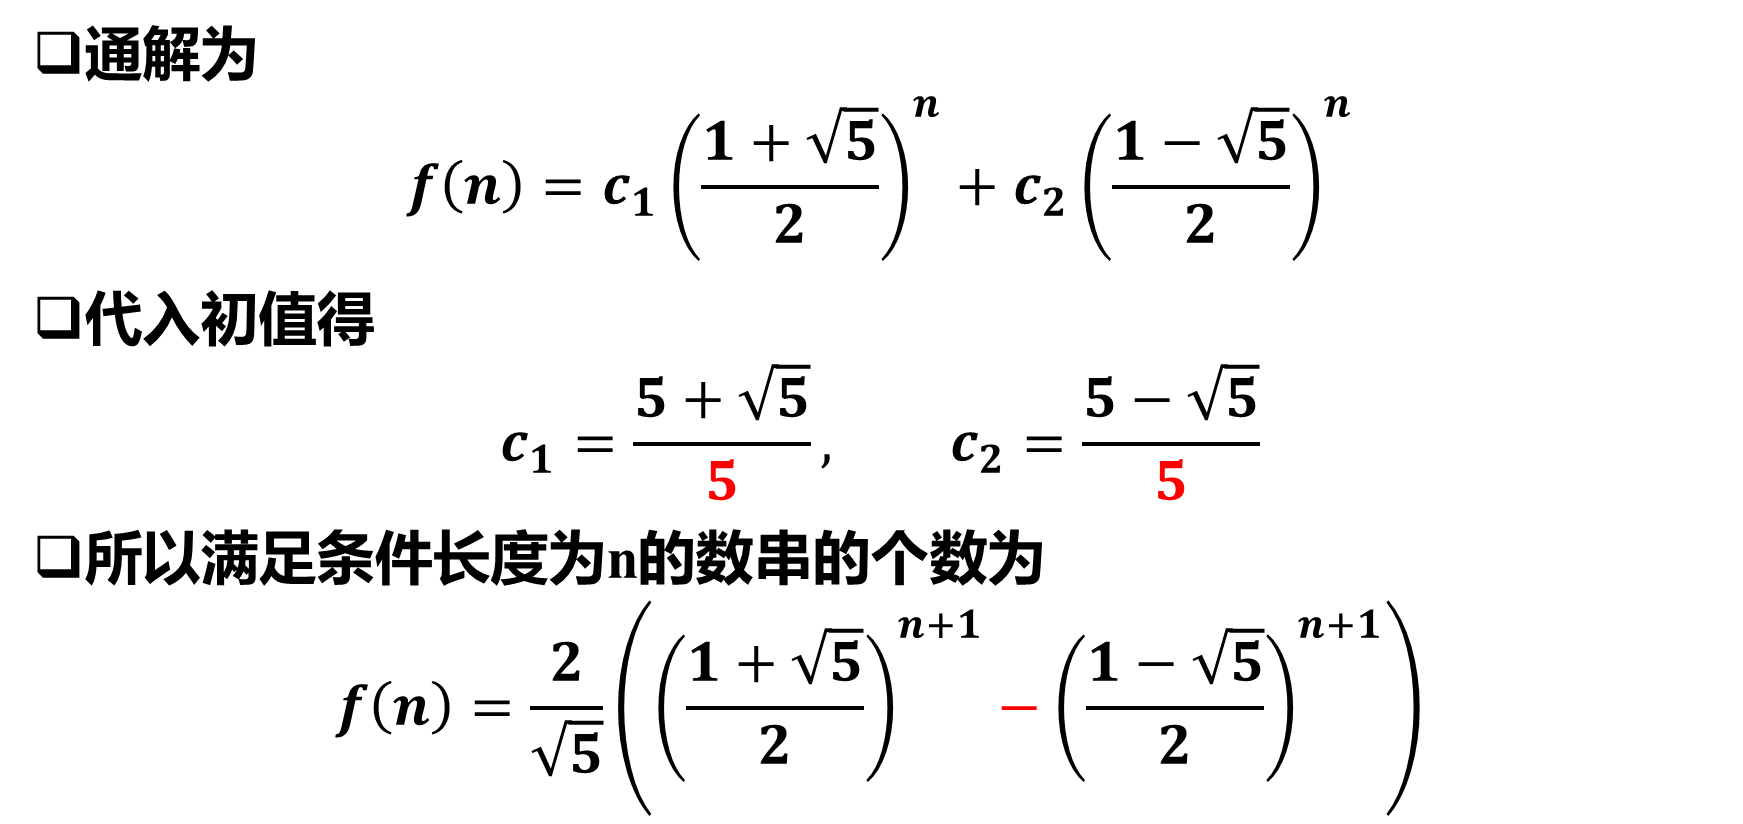 ❑通解为
f(n) = c₁ ((1 + √5)/2)ⁿ + c₂ ((1 − √5)/2)ⁿ
❑代入初值得
c₁ = (5 + √5)/5 , c₂ = (5 − √5)/5
❑所以满足条件长度为n的数串的个数为
f(n) = 2/√5 (((1 + √5)/2)ⁿ⁺¹ − ((1 − √5)/2)ⁿ⁺¹)